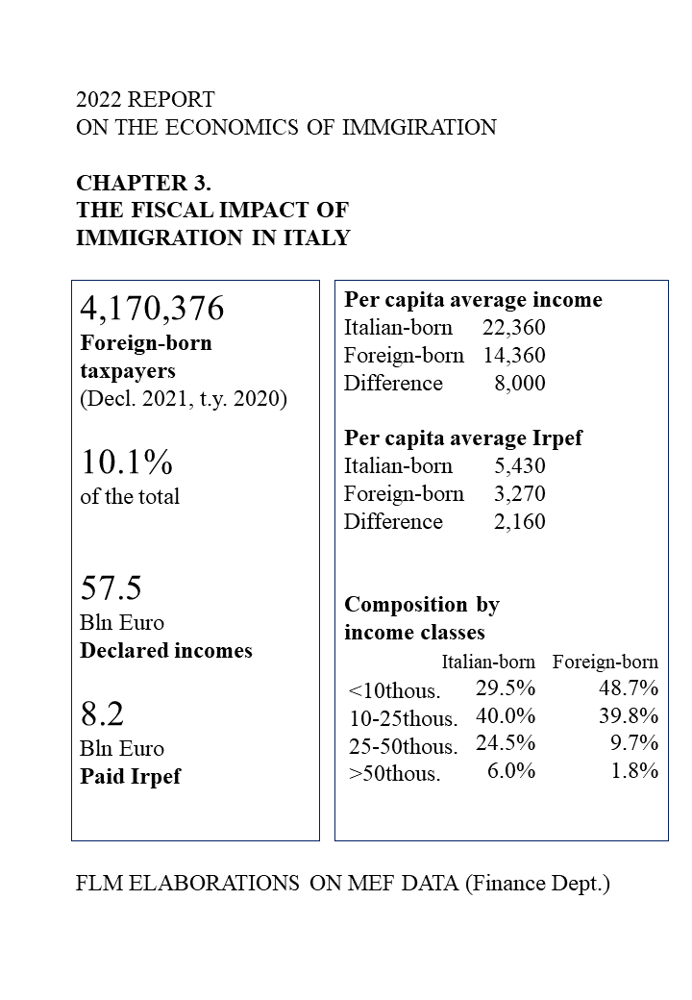 2022 REPORT
ON THE ECONOMICS OF IMMGIRATION
CHAPTER 3.
THE FISCAL IMPACT OF
IMMIGRATION IN ITALY
4,170,376
Foreign-born
taxpayers
(Decl. 2021, t.y. 2020)
10.1%
of the total
57.5
Bln Euro
Declared incomes
8.2
Bln Euro
Paid Irpef
Per capita average income
Italian-born 22,360
Foreign-born 14,360
Difference 8,000
Per capita average Irpef
Italian-born 5,430
Foreign-born 3,270
Difference 2,160
Composition by
income classes
Italian-born Foreign-born
<10thous. 29.5% 48.7%
10-25thous. 40.0% 39.8%
25-50thous. 24.5% 9.7%
>50thous. 6.0% 1.8%
FLM ELABORATIONS ON MEF DATA (Finance Dept.)